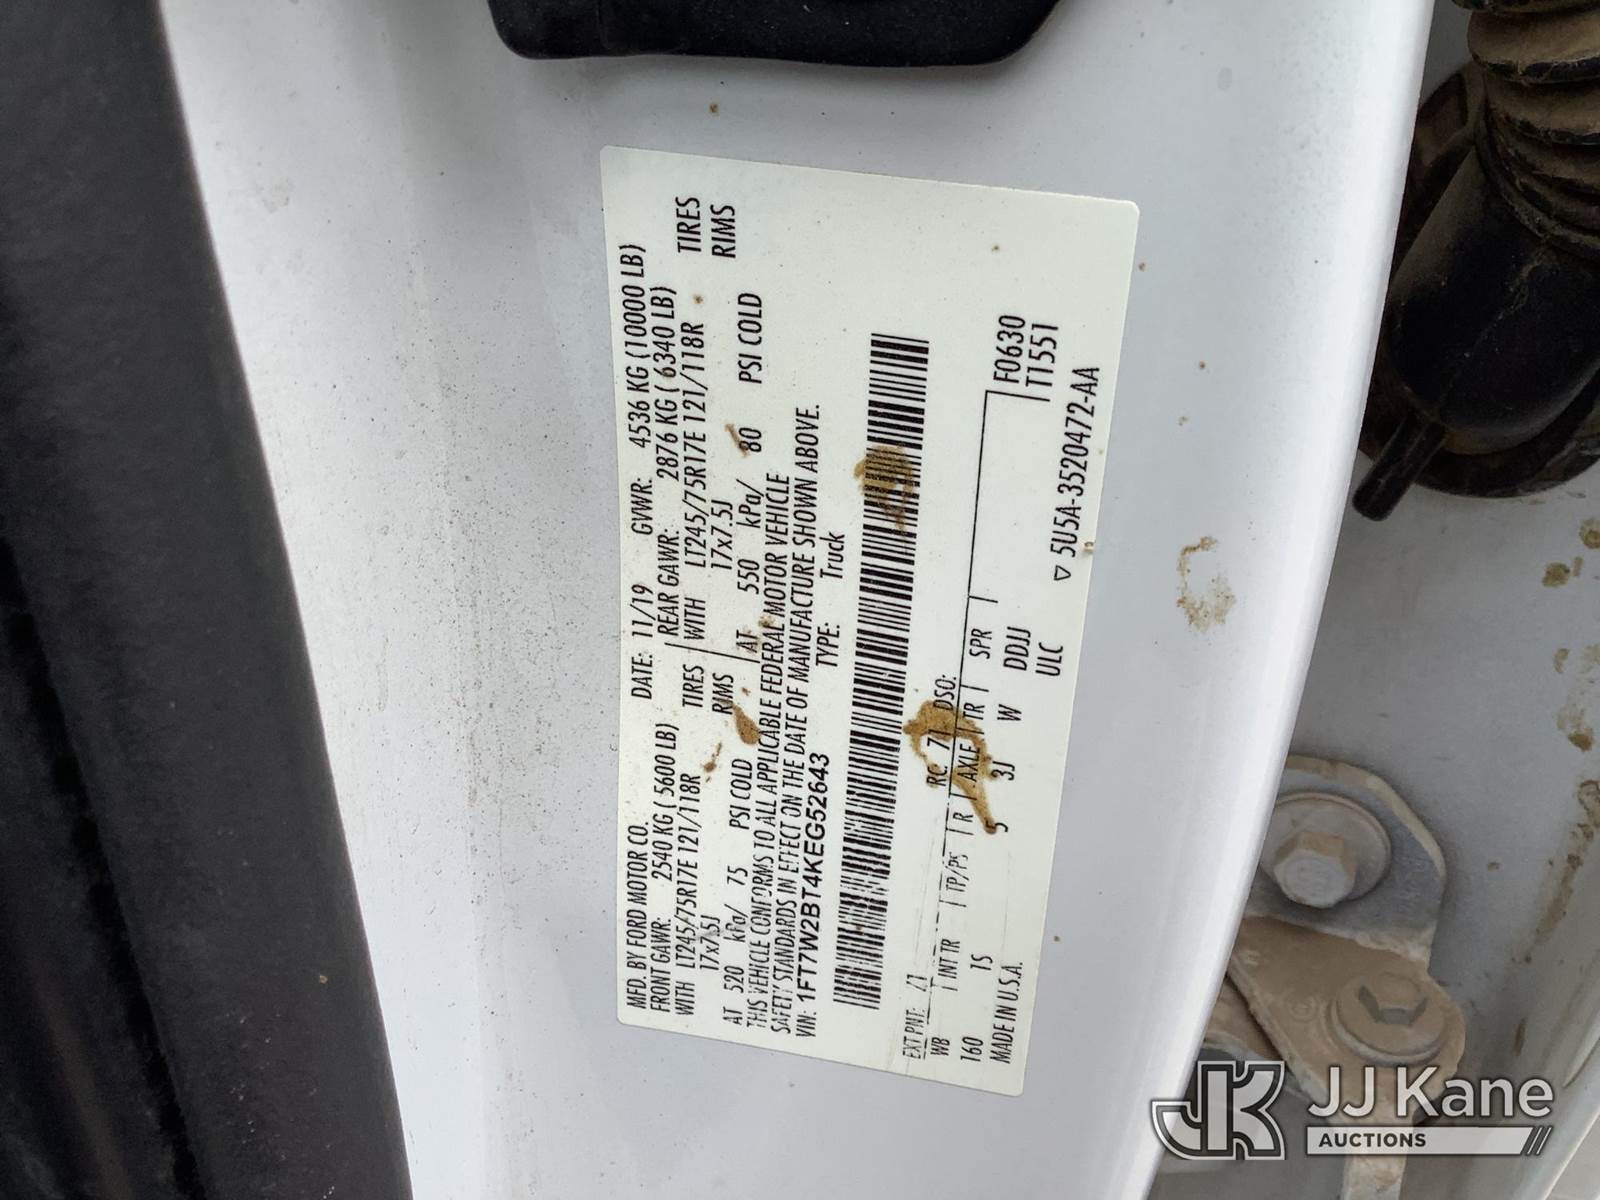 MFD. BY FORD MOTOR CO. DATE: 11/19 GVWR: 4536 KG (10000 LB)
FRONT GAWR: 2540 KG ( 5600 LB) REAR GAWR: 2876 KG ( 6340 LB)
WITH LT245/75R17E 121/118R TIRES WITH LT245/75R17E 121/118R TIRES
17x7.5J RIMS 17x7.5J RIMS
AT 520 kPa/ 75 PSI COLD AT 550 kPa/ 80 PSI COLD
THIS VEHICLE CONFORMS TO ALL APPLICABLE FEDERAL MOTOR VEHICLE
SAFETY STANDARDS IN EFFECT ON THE DATE OF MANUFACTURE SHOWN ABOVE.
VIN: 1FT7W2BT4KEG52643 TYPE: Truck
EXT PNT: Z1 RC: 71 DSO: F0630
WB INT TR TP/PS R AXLE TR SPR T1551
160 1S 5 3J W DDJJ
MADE IN U.S.A. ULC
▽ 5U5A-3520472-AA
JK JJ Kane
AUCTIONS